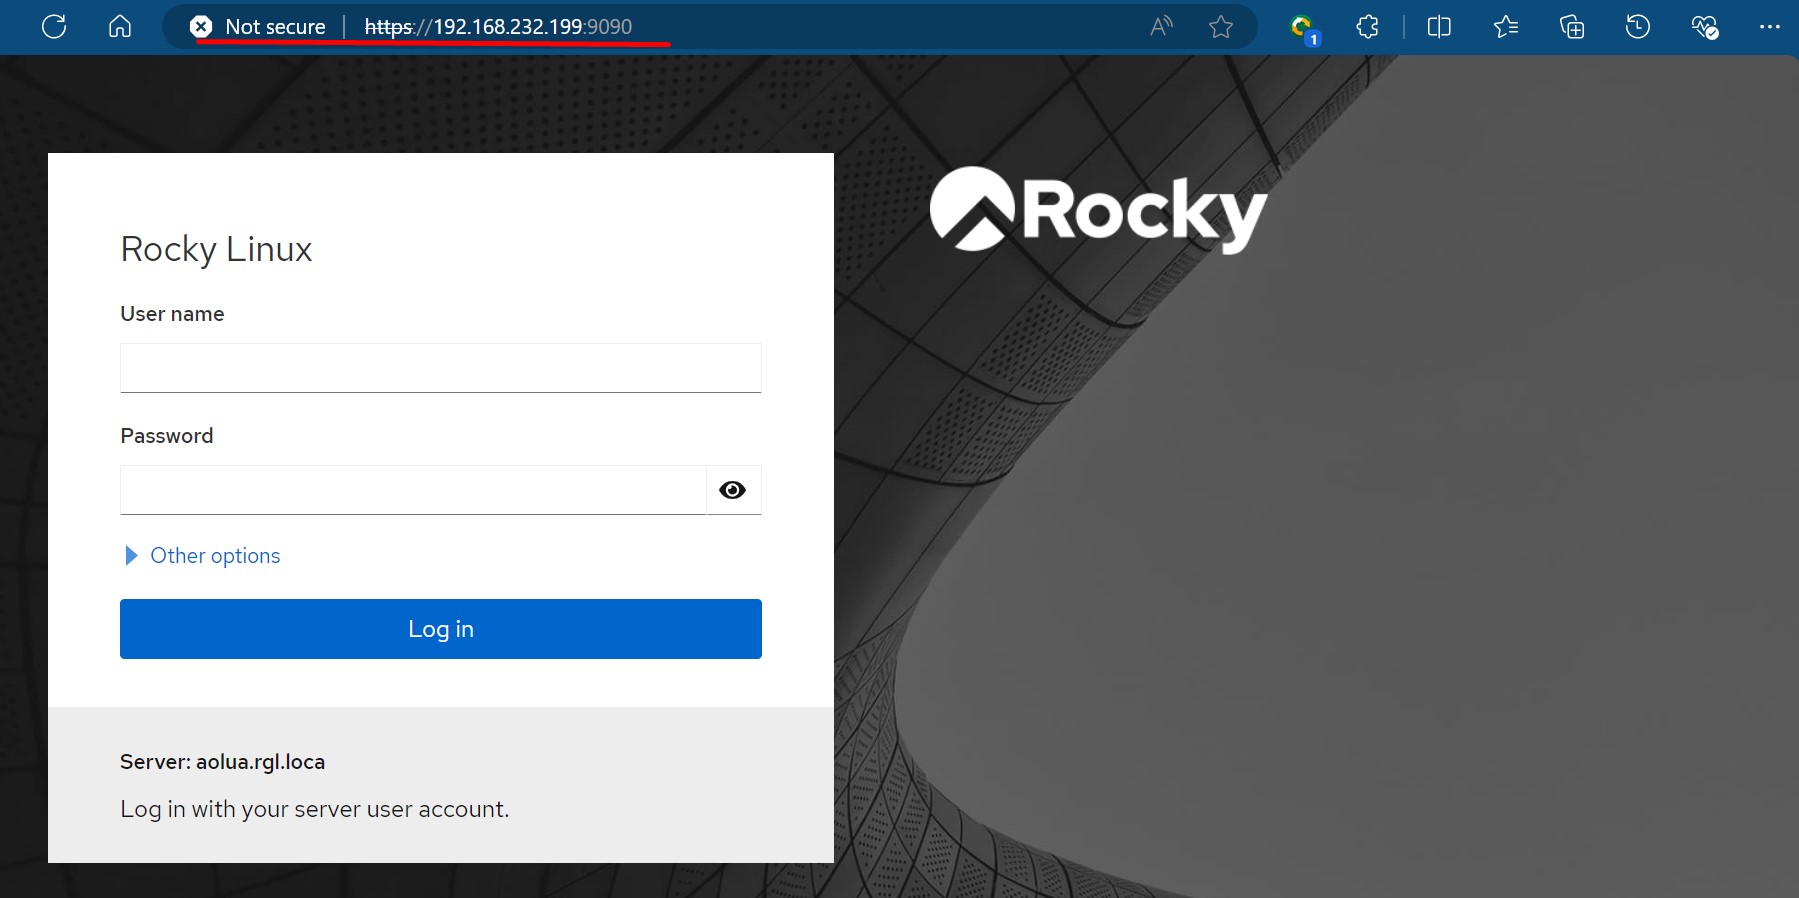 Not secure | https://192.168.232.199:9090
A
1
Rocky
Rocky Linux
User name
Password
Other options
Log in
Server: aolua.rgl.loca
Log in with your server user account.